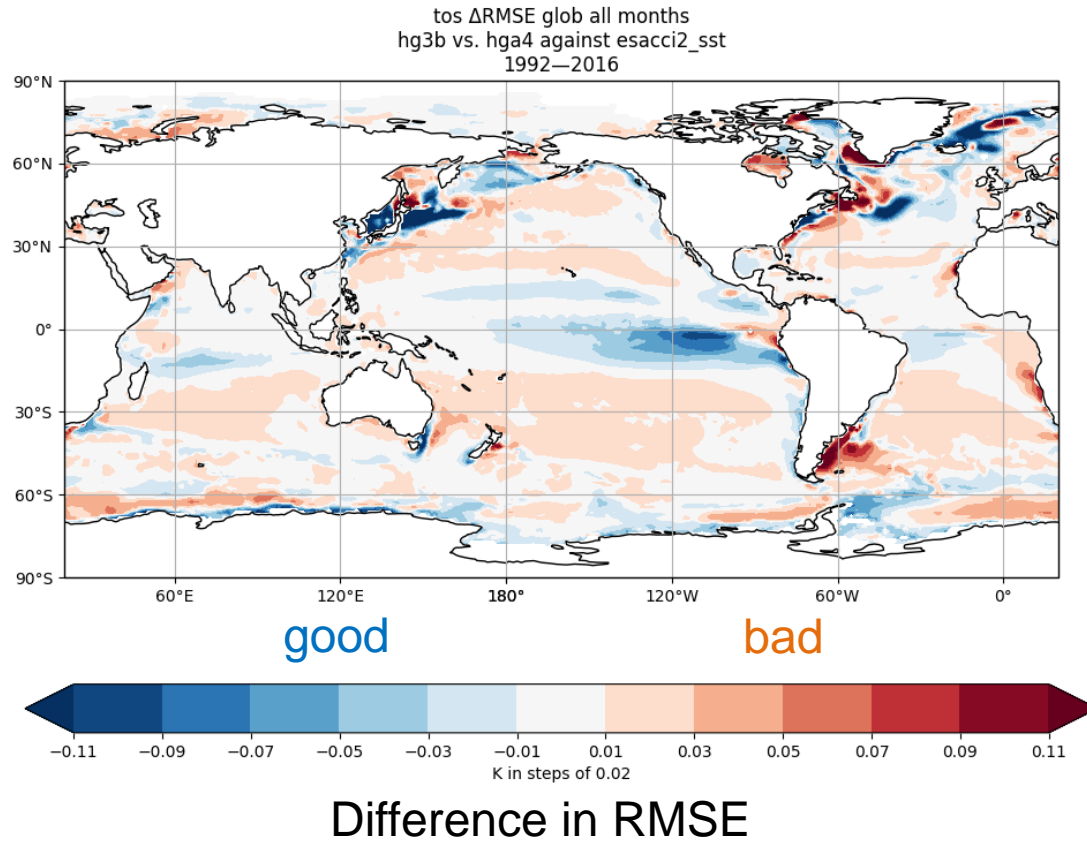 tos ΔRMSE glob all months
hg3b vs. hga4 against esacci2_sst
1992—2016
90°N
60°N
30°N
0°
30°S
60°S
90°S
60°E 120°E 180° 120°W 60°W 0°
good bad
−0.11 −0.09 −0.07 −0.05 −0.03 −0.01 0.01 0.03 0.05 0.07 0.09 0.11
K in steps of 0.02
Difference in RMSE